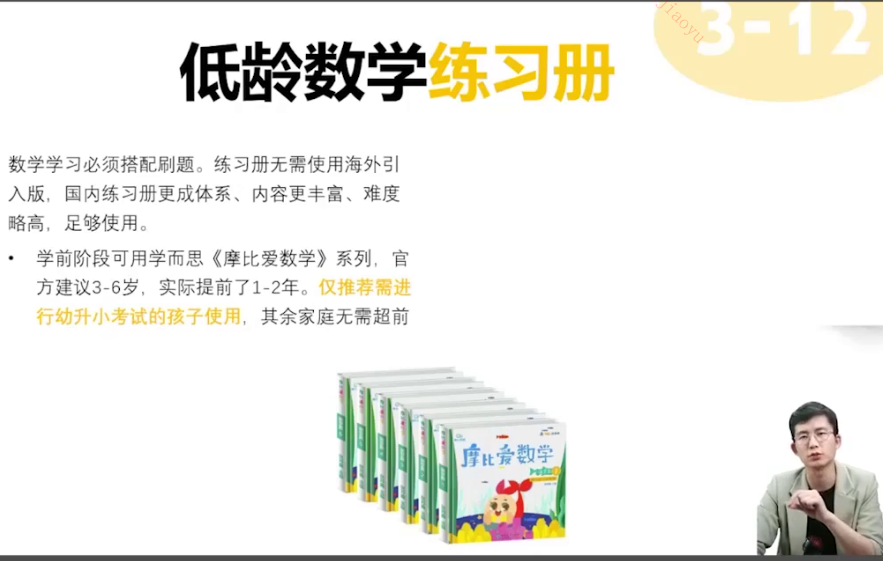 jiaoyu
3-12
低龄数学练习册
数学学习必须搭配刷题。练习册无需使用海外引
入版，国内练习册更成体系、内容更丰富、难度
略高，足够使用。
• 学前阶段可用学而思《摩比爱数学》系列，官
方建议3-6岁，实际提前了1-2年。仅推荐需进
行幼升小考试的孩子使用，其余家庭无需超前
摩比爱数学